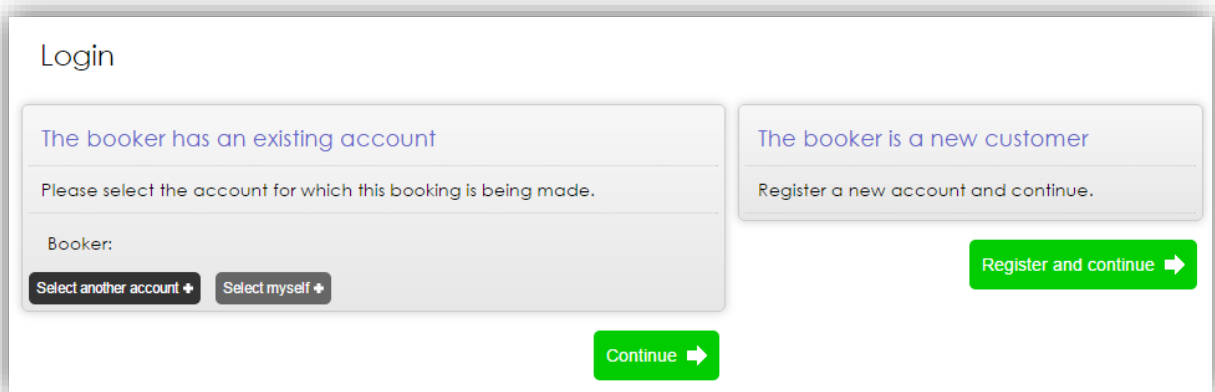 Login
The booker has an existing account
Please select the account for which this booking is being made.
Booker:
Select another account
Select myself
Continue
The booker is a new customer
Register a new account and continue.
Register and continue